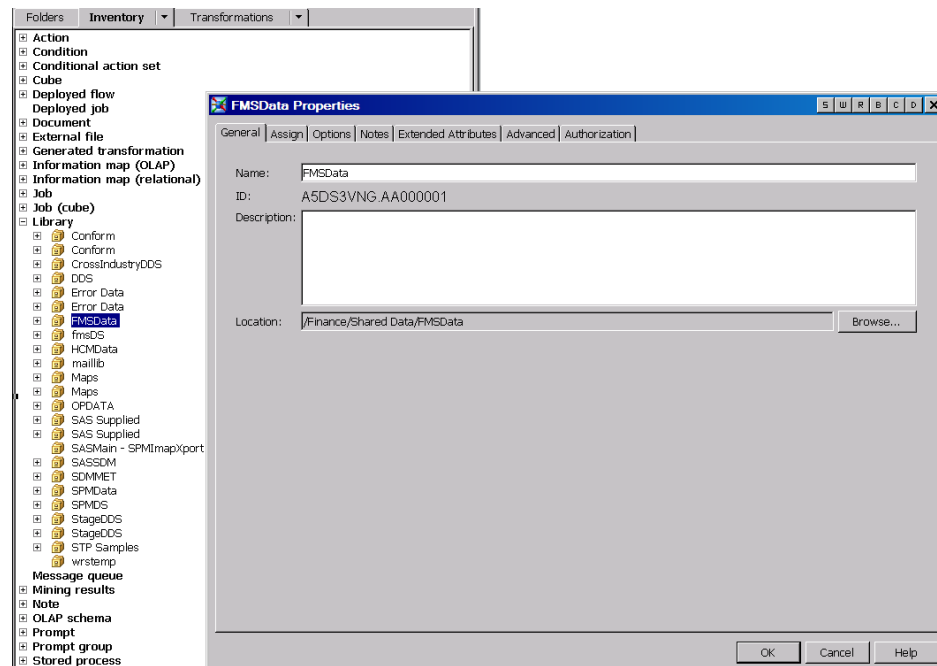 Folders Inventory Transformations
Action
Condition
Conditional action set
Cube
Deployed flow
Deployed job
Document
External file
Generated transformation
Information map (OLAP)
Information map (relational)
Job
Job (cube)
Library
Conform
Conform
CrossIndustryDDS
DDS
Error Data
Error Data
FMSData
fmsDS
HCMData
maillib
Maps
Maps
OPDATA
SAS Supplied
SAS Supplied
SASMain - SPMImapXport
SASSDM
SDMMET
SPMData
SPMDS
StageDDS
StageDDS
STP Samples
wrstemp
Message queue
Mining results
Note
OLAP schema
Prompt
Prompt group
Stored process
FMSData Properties S W R B C D X
General Assign Options Notes Extended Attributes Advanced Authorization
Name: FMSData
ID: A5DS3VNG.AA000001
Description:
Location: /Finance/Shared Data/FMSData Browse...
OK Cancel Help